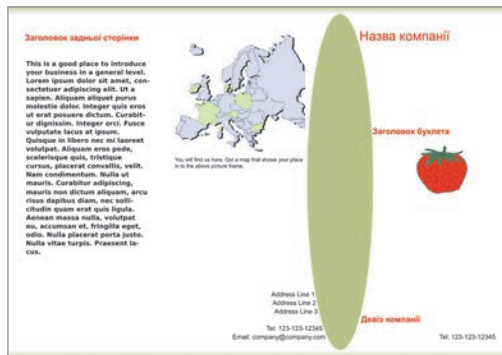 Заголовок задньої сторінки
This is a good place to introduce
your business in a general level.
Lorem ipsum dolor sit amet, con-
sectetuer adipiscing elit. Ut a
sapien. Aliquam aliquet purus
molestie dolor. Integer quis eros
ut erat posuere dictum. Curabit-
ur dignissim. Integer orci. Fusce
vulputate lacus at ipsum.
Quisque in libero nec mi laoreet
volutpat. Aliquam eros pede,
scelerisque quis, tristique
cursus, placerat convallis, velit.
Nam condimentum. Nulla ut
mauris. Curabitur adipiscing,
mauris non dictum aliquam, arcu
risus dapibus diam, nec solli-
citudin quam erat quis ligula.
Aenean massa nulla, volutpat
eu, accumsan et, fringilla eget,
odio. Nulla placerat porta justo.
Nulla vitae turpis. Praesent la-
cus.
You will find us here. Get a map that shows your place
in to the above picture frame.
Address Line 1
Address Line 2
Address Line 3
Tel: 123-123-12345
Email: company@company.com
Назва компанії
Заголовок буклета
Девіз компанії
Tel: 123-123-12345